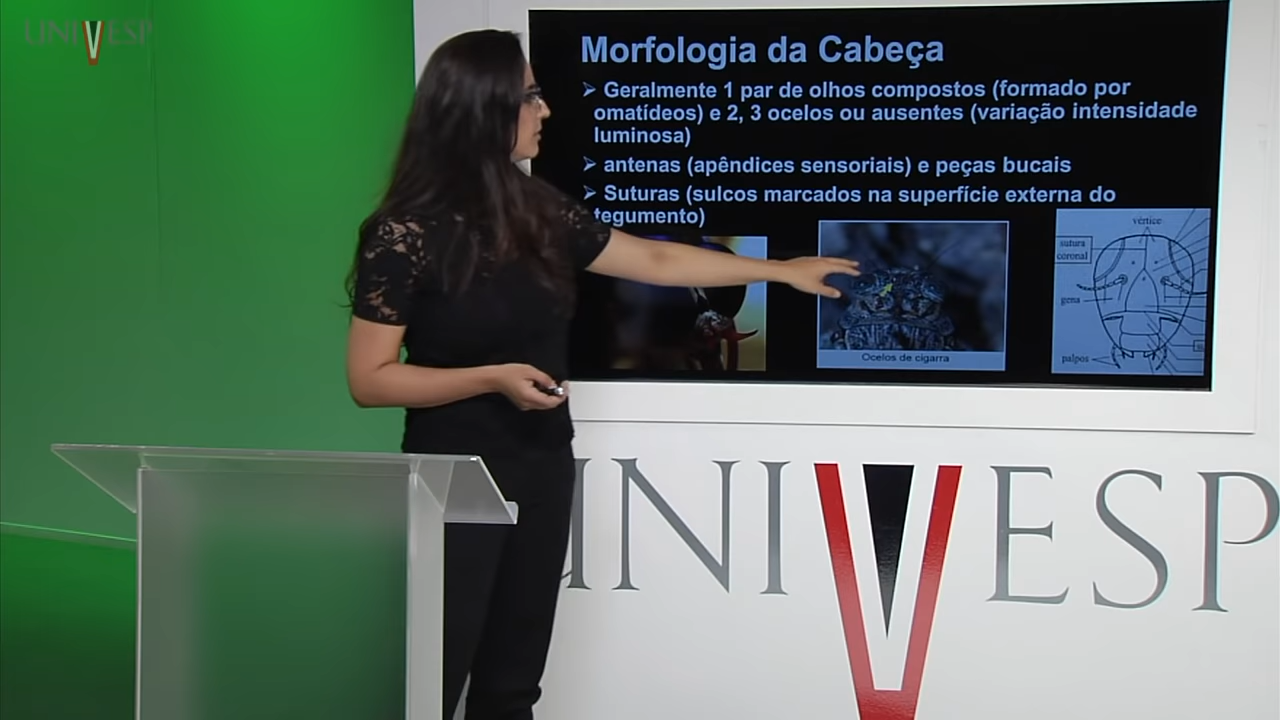 UNIVESP
Morfologia da Cabeça
➢ Geralmente 1 par de olhos compostos (formado por
omatídeos) e 2, 3 ocelos ou ausentes (variação intensidade
luminosa)
➢ antenas (apêndices sensoriais) e peças bucais
➢ Suturas (sulcos marcados na superfície externa do
tegumento)
vértice
sutura
coronal
gena
palpos
Ocelos de cigarra
UNIVESP